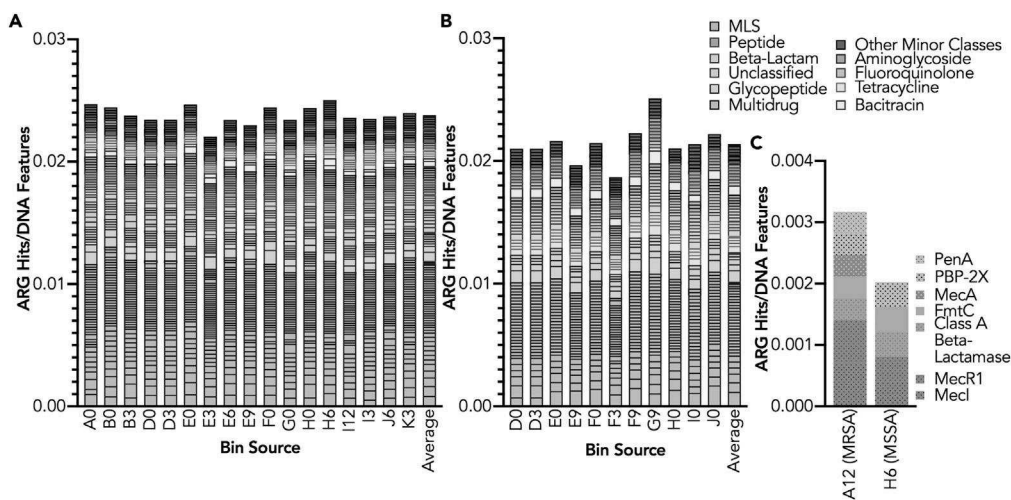 A
ARG Hits/DNA Features
0.03
0.02
0.01
0.00
A0
B0
B3
D0
D3
E0
E3
E6
E9
F0
G0
H0
H6
I12
I3
J6
K3
Average
Bin Source
B
ARG Hits/DNA Features
0.03
0.02
0.01
0.00
D0
D3
E0
E9
F0
F3
F9
G9
H0
I0
J0
Average
Bin Source
MLS
Peptide
Beta-Lactam
Unclassified
Glycopeptide
Multidrug
Other Minor Classes
Aminoglycoside
Fluoroquinolone
Tetracycline
Bacitracin
C
ARG Hits/DNA Features
0.004
0.003
0.002
0.001
0.000
A12 (MRSA)
H6 (MSSA)
PenA
PBP-2X
MecA
FmtC
Class A
Beta-
Lactamase
MecR1
MecI